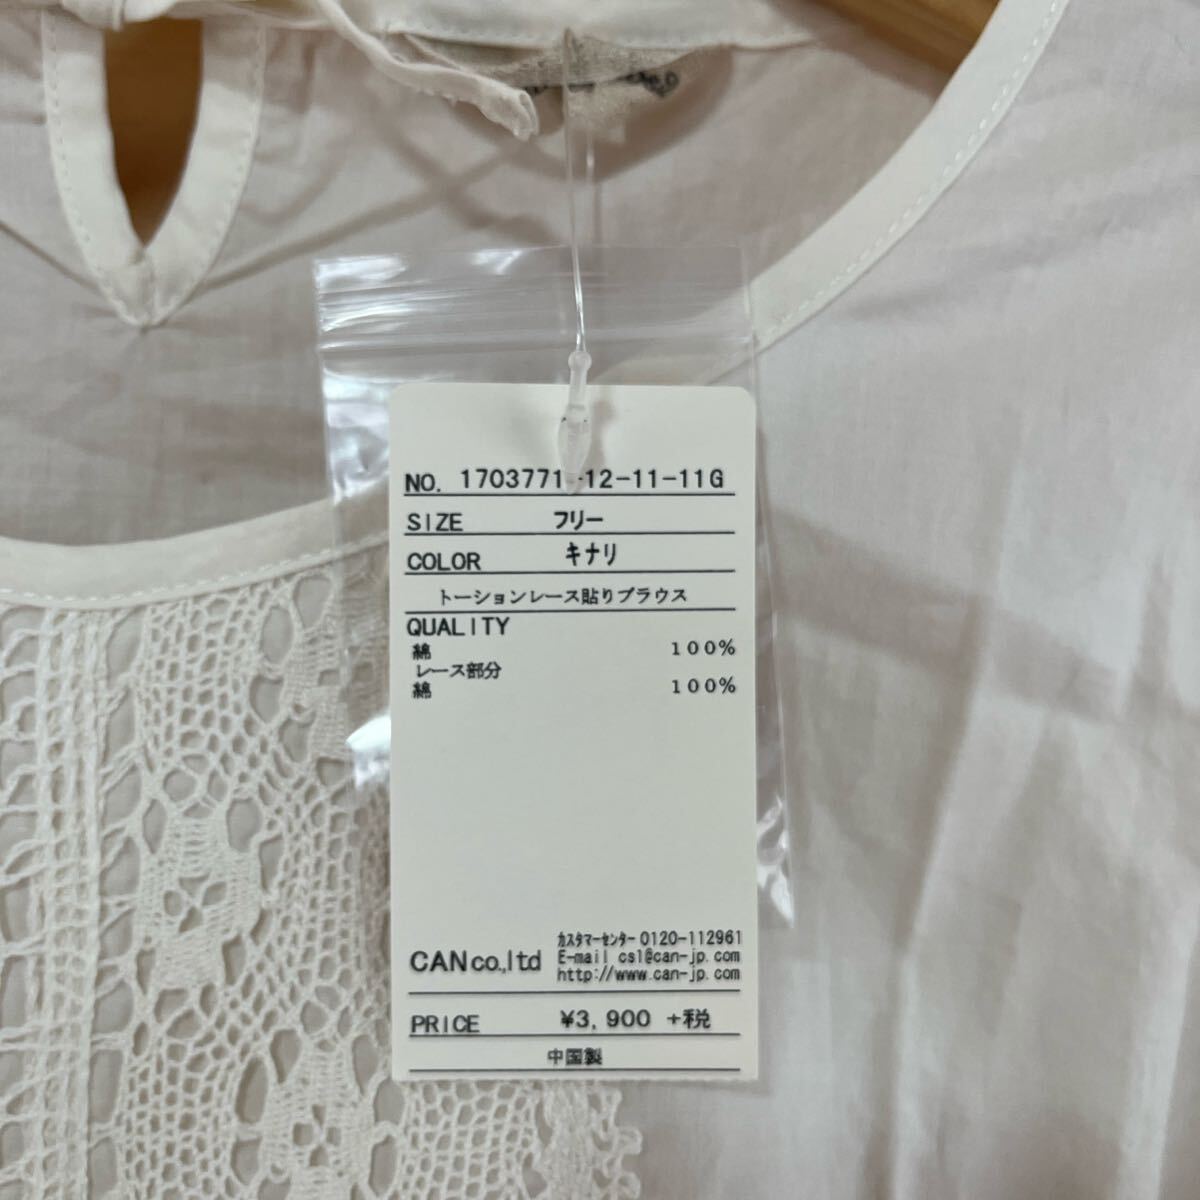 NO. 1703771-12-11-11G
SIZE フリー
COLOR キナリ
トーションレース貼りブラウス
QUALITY
綿 100%
レース部分
綿 100%
CAN co.,ltd
カスタマーセンター 0120-112961
E-mail cs1@can-jp.com
http://www.can-jp.com
PRICE ¥3,900 +税
中国製